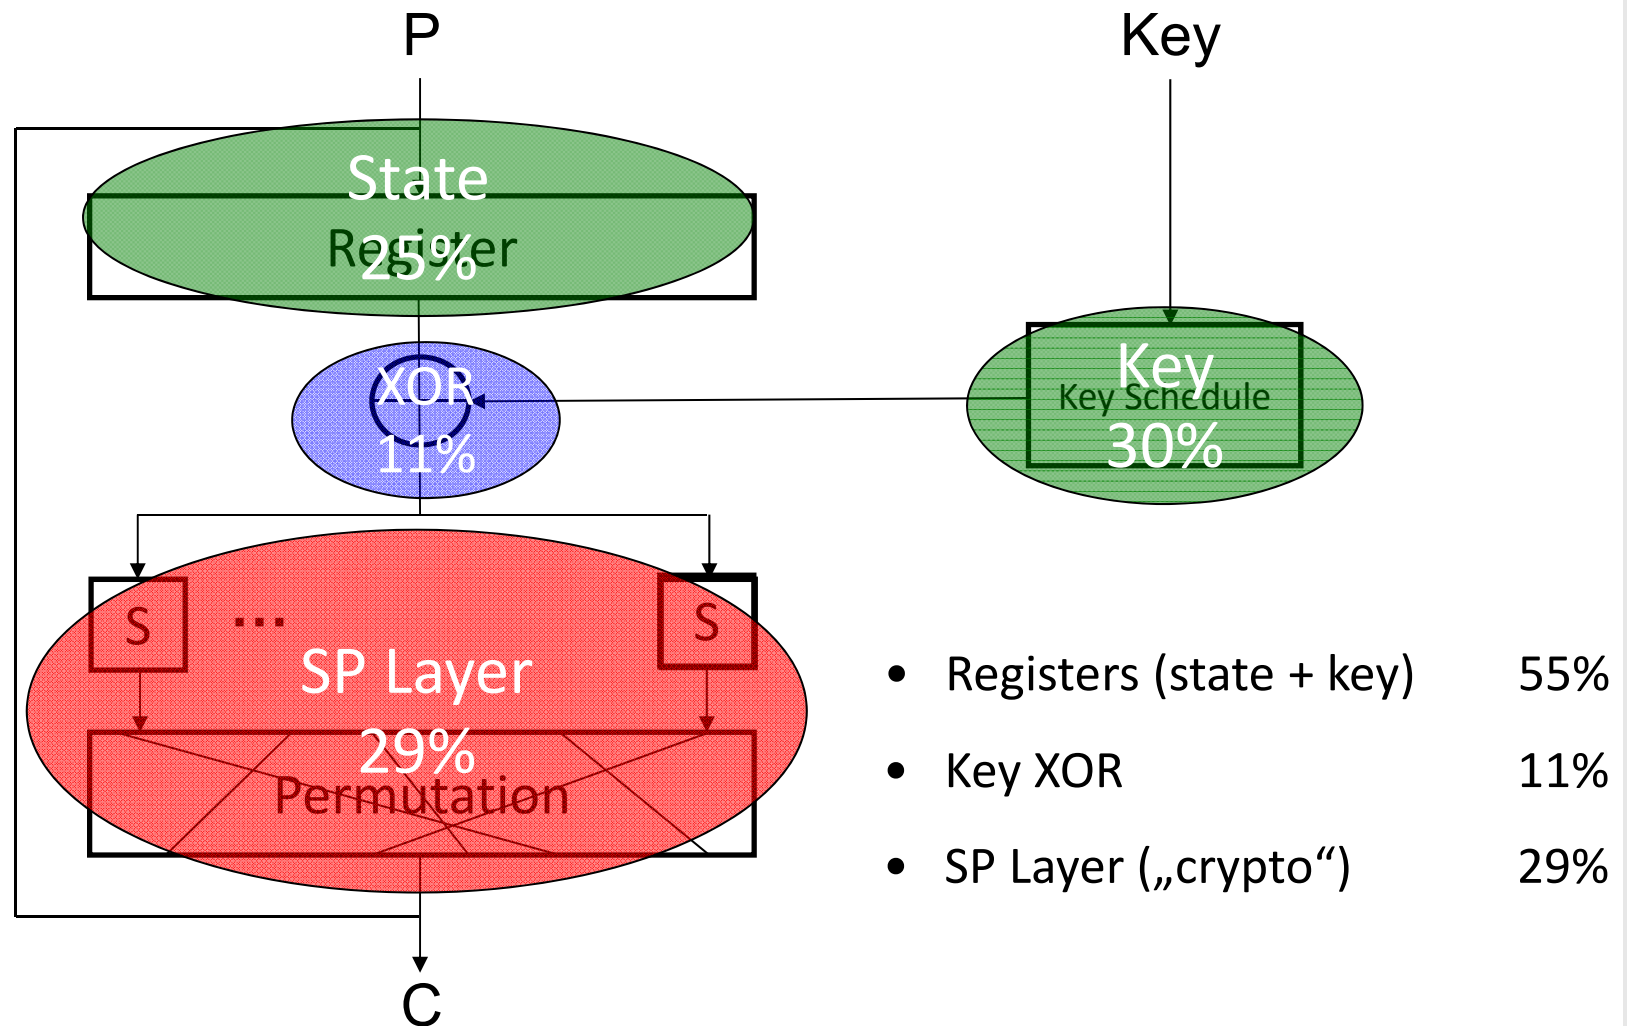 P
Key
State
Register
25%
XOR
11%
Key
Key Schedule
30%
S
...
S
SP Layer
29%
Permutation
C
• Registers (state + key) 55%
• Key XOR 11%
• SP Layer („crypto“) 29%